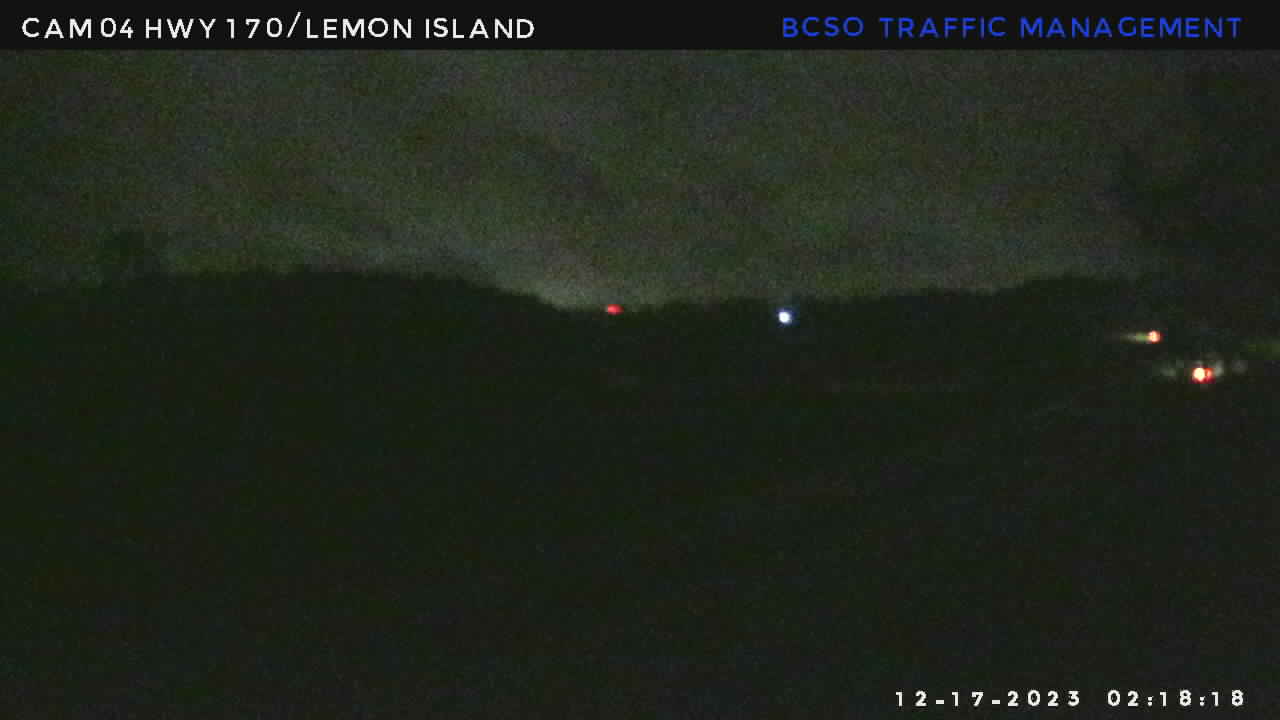 CAM 04 HWY 170/LEMON ISLAND
BCSO TRAFFIC MANAGEMENT
12-17-2023 02:18:18